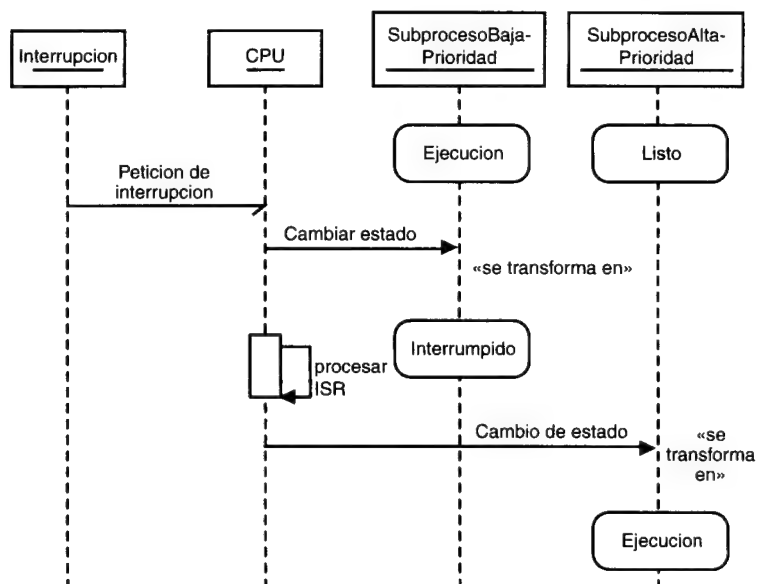 Interrupcion
CPU
SubprocesoBaja-
Prioridad
SubprocesoAlta-
Prioridad
Ejecucion
Listo
Peticion de
interrupcion
Cambiar estado
«se transforma en»
Interrumpido
procesar
ISR
Cambio de estado
«se
transforma
en»
Ejecucion